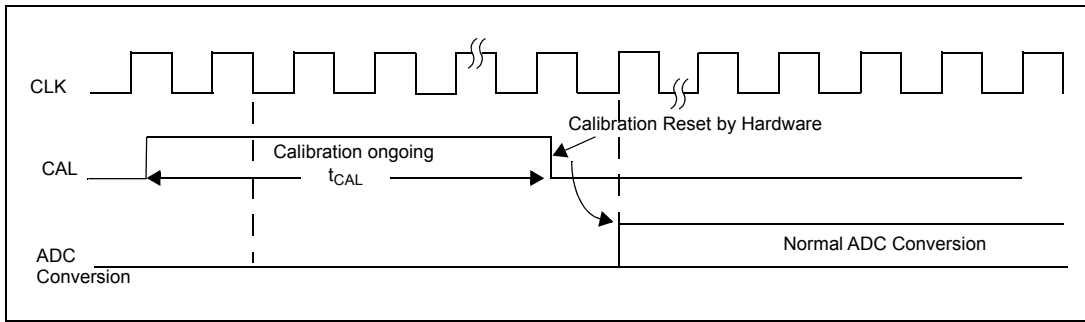 CLK
Calibration Reset by Hardware
CAL
Calibration ongoing
tCAL
ADC
Conversion
Normal ADC Conversion